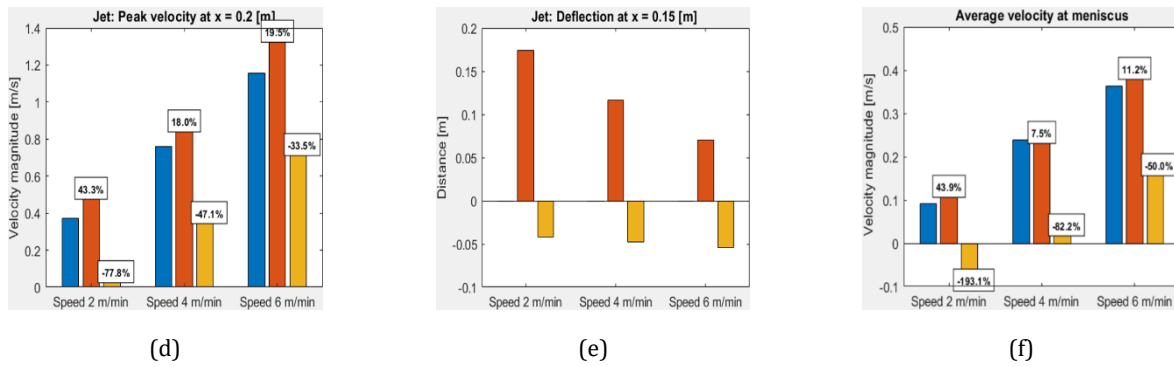 Jet: Peak velocity at x = 0.2 [m]
Velocity magnitude [m/s]
1.4
1.2
1
0.8
0.6
0.4
0.2
0
43.3%
-77.8%
18.0%
-47.1%
19.5%
-33.5%
Speed 2 m/min Speed 4 m/min Speed 6 m/min
(d)
Jet: Deflection at x = 0.15 [m]
Distance [m]
0.2
0.15
0.1
0.05
0
-0.05
-0.1
Speed 2 m/min Speed 4 m/min Speed 6 m/min
(e)
Average velocity at meniscus
Velocity magnitude [m/s]
0.5
0.4
0.3
0.2
0.1
0
-0.1
43.9%
-193.1%
7.5%
-82.2%
11.2%
-50.0%
Speed 2 m/min Speed 4 m/min Speed 6 m/min
(f)